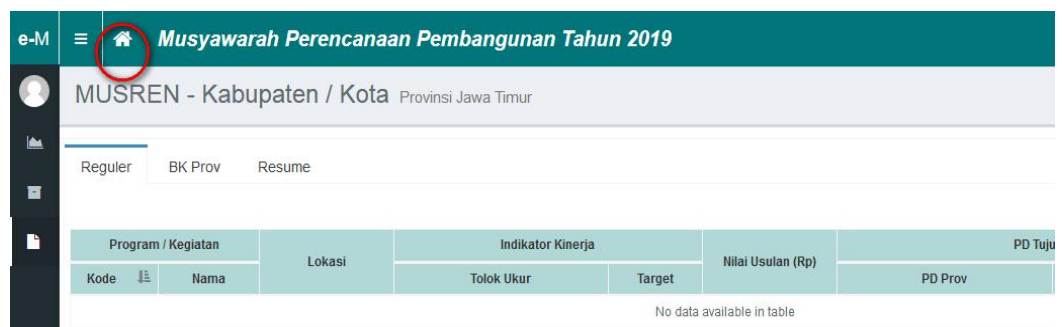 e-M Musyawarah Perencanaan Pembangunan Tahun 2019
MUSREN - Kabupaten / Kota Provinsi Jawa Timur
Reguler BK Prov Resume
Program / Kegiatan Lokasi Indikator Kinerja Nilai Usulan (Rp) PD Tuju
Kode Nama Tolok Ukur Target PD Prov
No data available in table